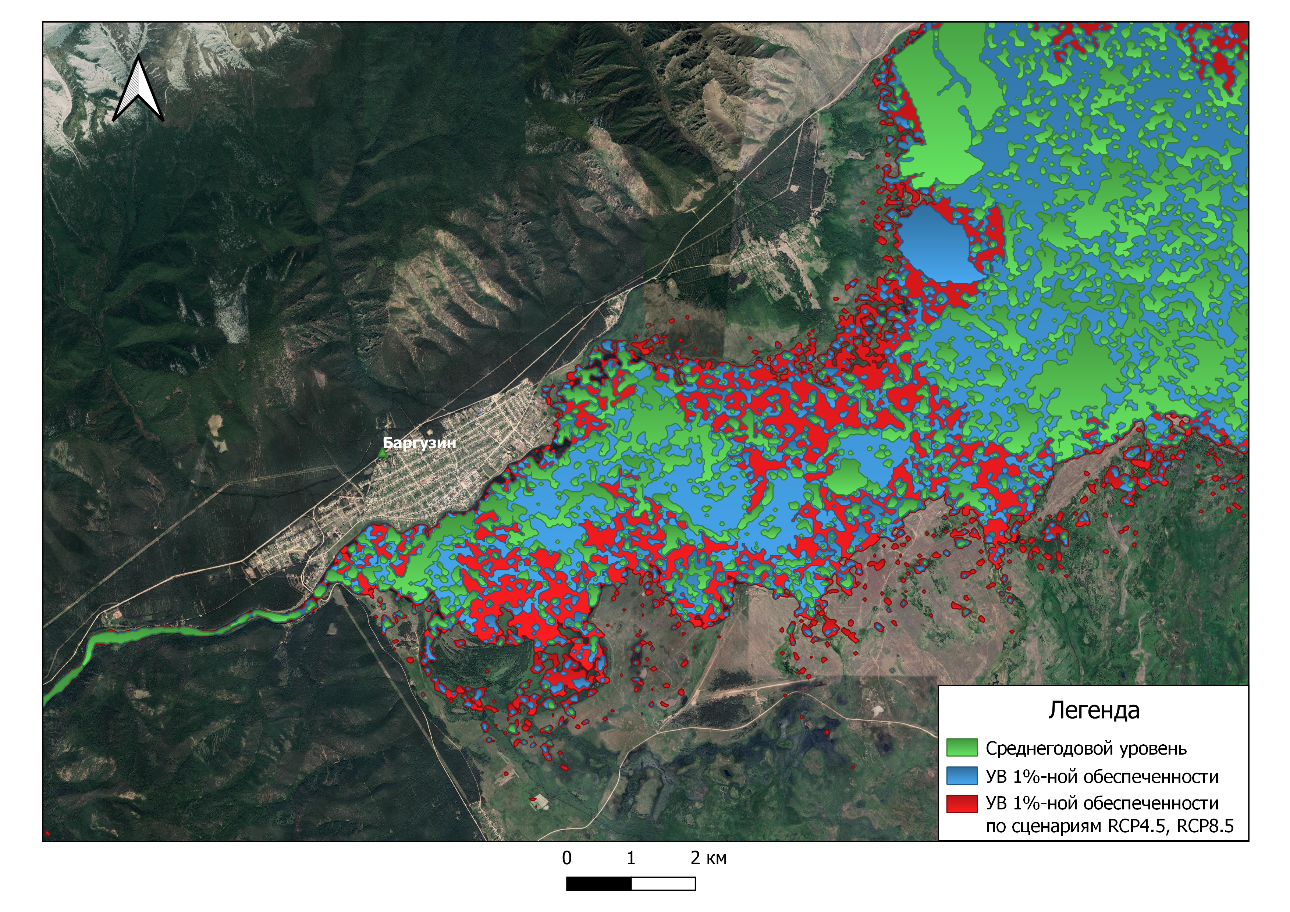 Баргузин
Легенда
Среднегодовой уровень
УВ 1%-ной обеспеченности
УВ 1%-ной обеспеченности
по сценариям RCP4.5, RCP8.5
0 1 2 км